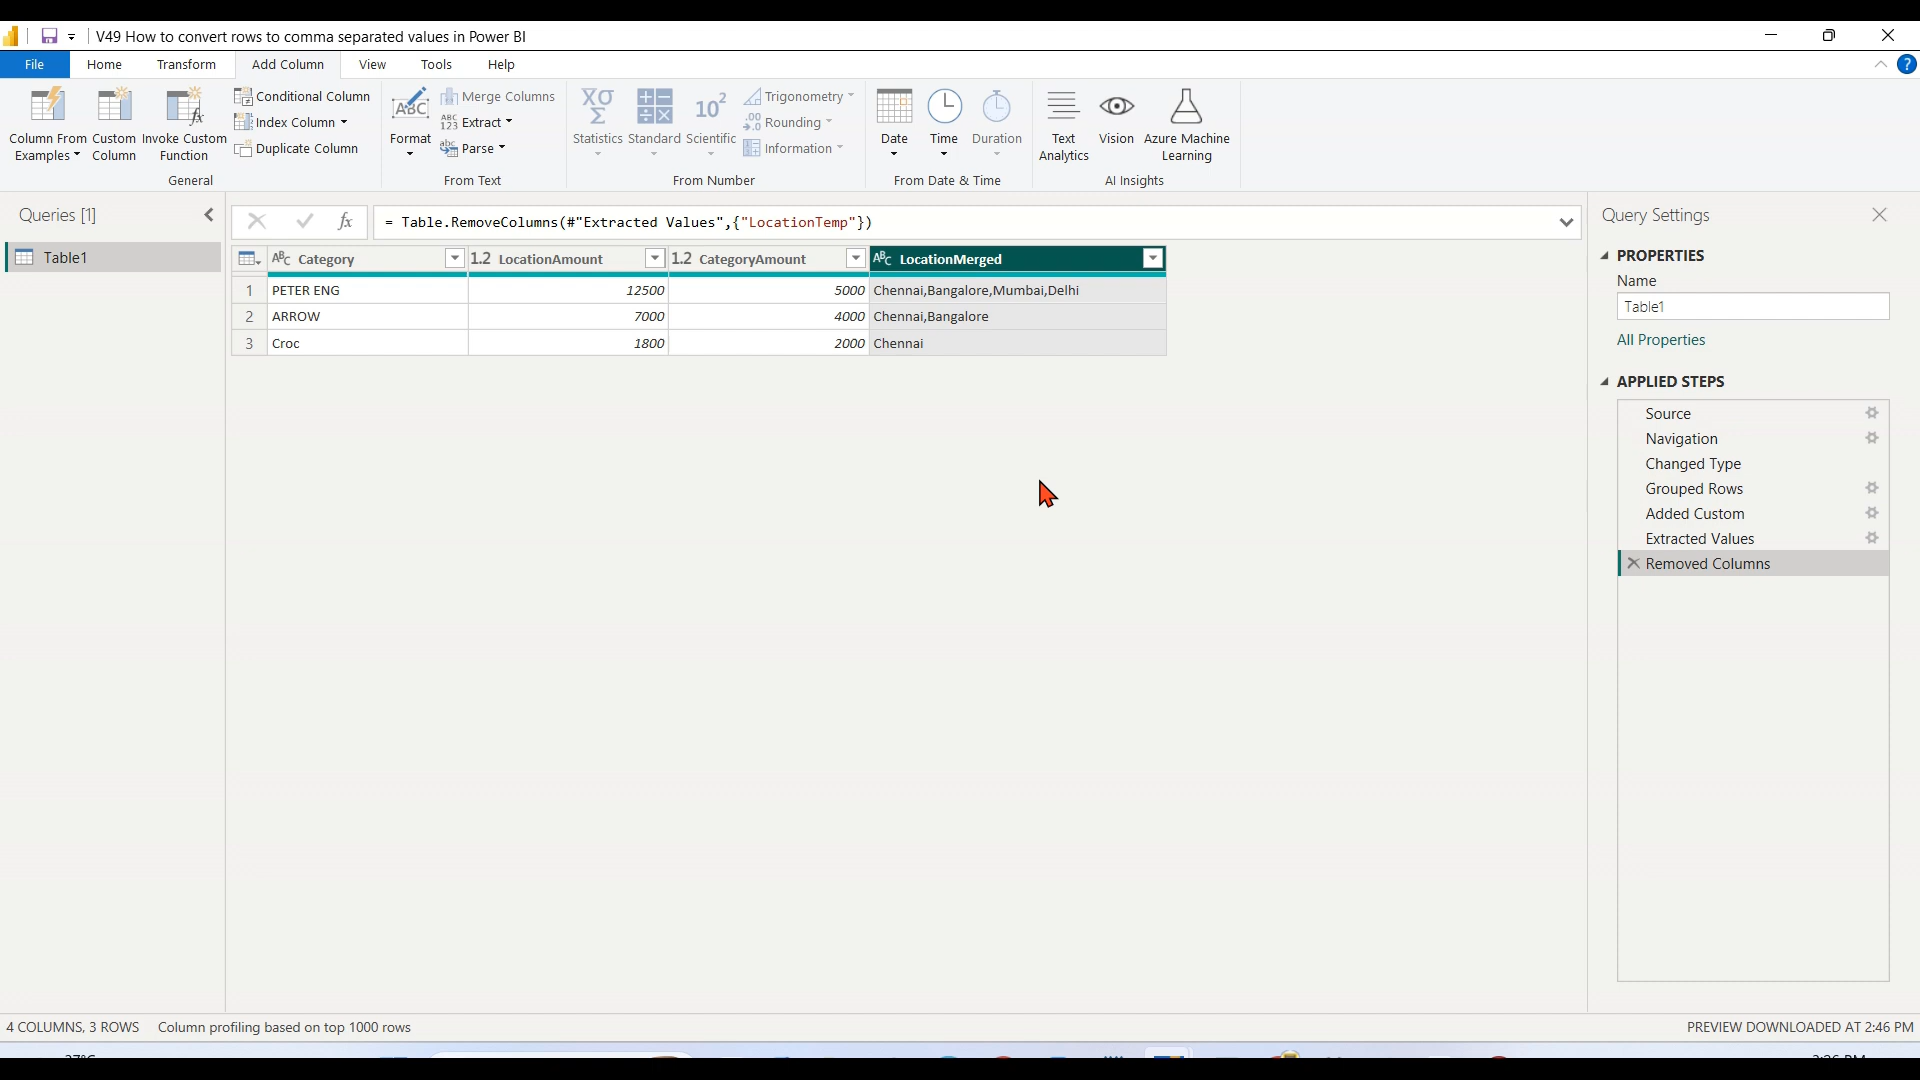 V49 How to convert rows to comma separated values in Power BI
File Home Transform Add Column View Tools Help
Column From Examples
Custom Column
Invoke Custom Function
Conditional Column
Index Column
Duplicate Column
General
Format
Merge Columns
Extract
Parse
From Text
Statistics
Standard
Scientific
Trigonometry
Rounding
Information
From Number
Date
Time
Duration
From Date & Time
Text Analytics
Vision
Azure Machine Learning
AI Insights
Queries [1]
Table1
= Table.RemoveColumns(#"Extracted Values",{"LocationTemp"})
Category 1.2 LocationAmount 1.2 CategoryAmount LocationMerged
1 PETER ENG 12500 5000 Chennai,Bangalore,Mumbai,Delhi
2 ARROW 7000 4000 Chennai,Bangalore
3 Croc 1800 2000 Chennai
Query Settings
PROPERTIES
Name
Table1
All Properties
APPLIED STEPS
Source
Navigation
Changed Type
Grouped Rows
Added Custom
Extracted Values
Removed Columns
4 COLUMNS, 3 ROWS Column profiling based on top 1000 rows
PREVIEW DOWNLOADED AT 2:46 PM